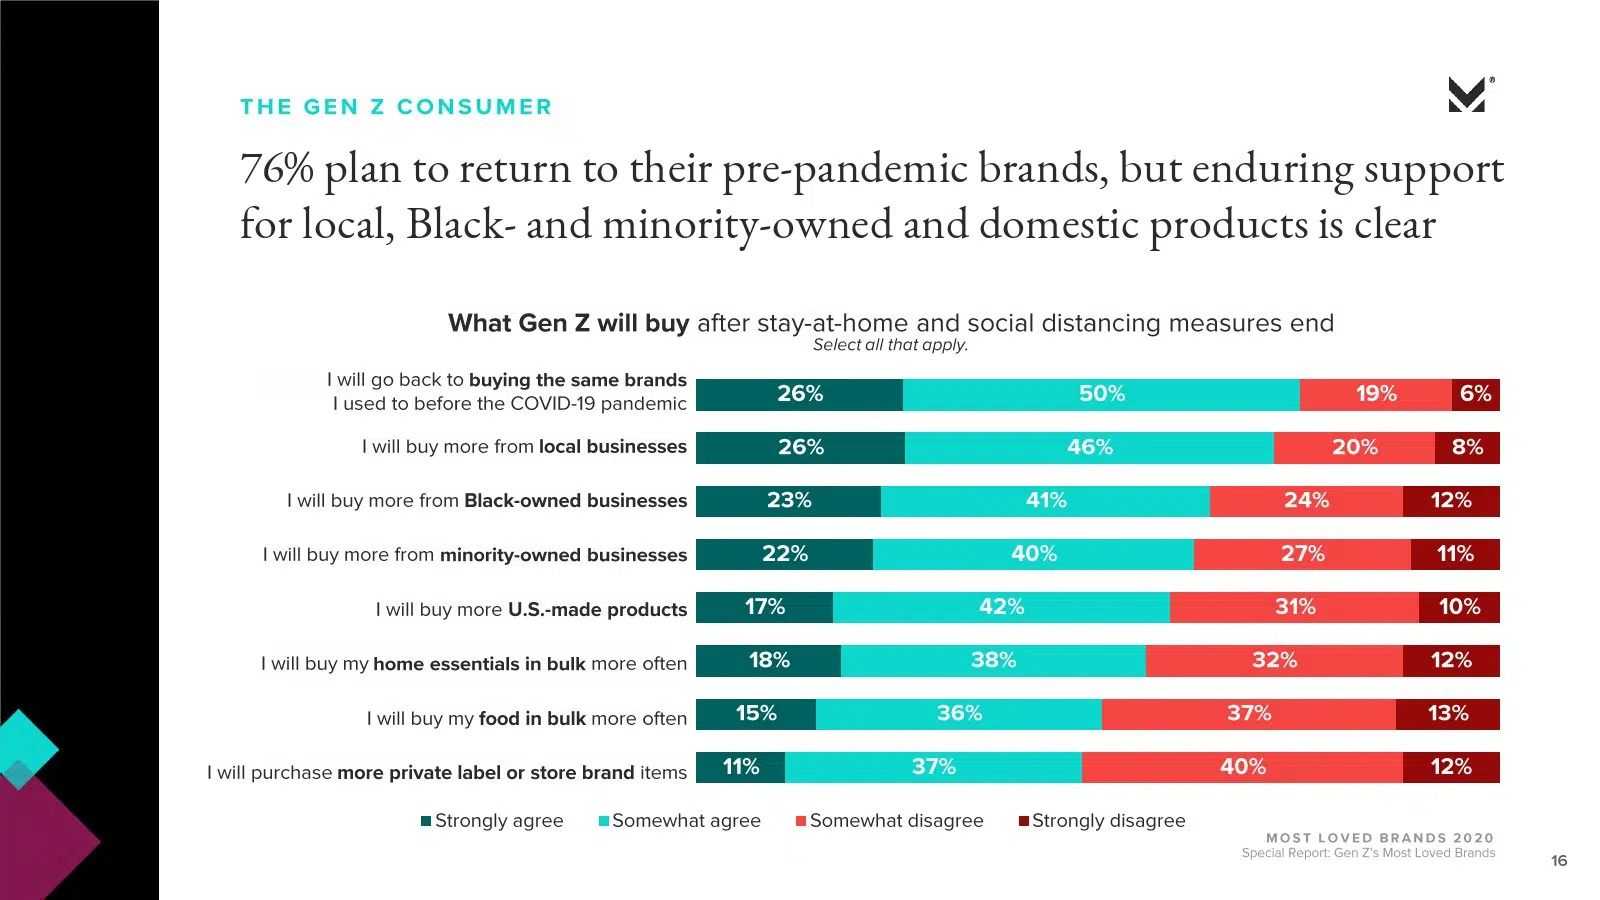 THE GEN Z CONSUMER
®
76% plan to return to their pre-pandemic brands, but enduring support
for local, Black- and minority-owned and domestic products is clear
What Gen Z will buy after stay-at-home and social distancing measures end
Select all that apply.
I will go back to buying the same brands
I used to before the COVID-19 pandemic
26% 50% 19% 6%
I will buy more from local businesses 26% 46% 20% 8%
I will buy more from Black-owned businesses 23% 41% 24% 12%
I will buy more from minority-owned businesses 22% 40% 27% 11%
I will buy more U.S.-made products 17% 42% 31% 10%
I will buy my home essentials in bulk more often 18% 38% 32% 12%
I will buy my food in bulk more often 15% 36% 37% 13%
I will purchase more private label or store brand items 11% 37% 40% 12%
Strongly agree Somewhat agree Somewhat disagree Strongly disagree
MOST LOVED BRANDS 2020
Special Report: Gen Z's Most Loved Brands
16